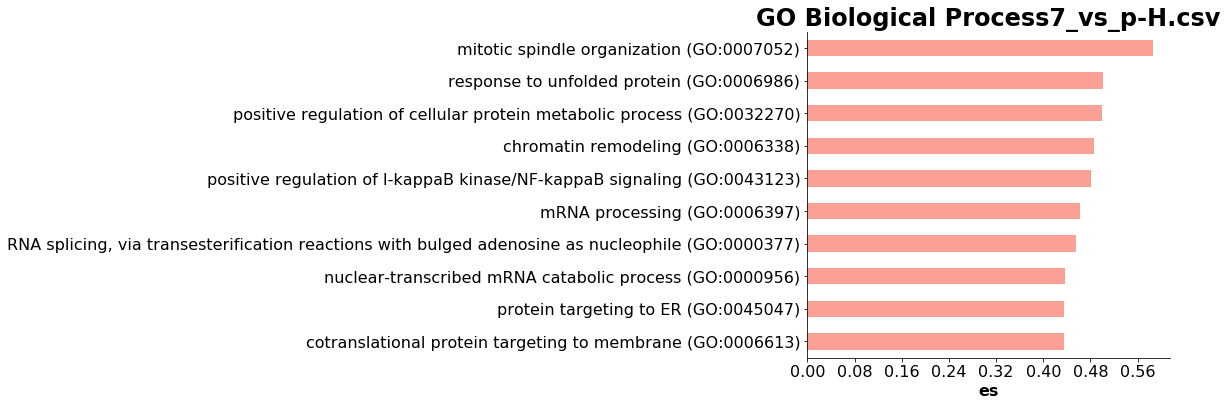 GO Biological Process7_vs_p-H.csv
mitotic spindle organization (GO:0007052)
response to unfolded protein (GO:0006986)
positive regulation of cellular protein metabolic process (GO:0032270)
chromatin remodeling (GO:0006338)
positive regulation of I-kappaB kinase/NF-kappaB signaling (GO:0043123)
mRNA processing (GO:0006397)
RNA splicing, via transesterification reactions with bulged adenosine as nucleophile (GO:0000377)
nuclear-transcribed mRNA catabolic process (GO:0000956)
protein targeting to ER (GO:0045047)
cotranslational protein targeting to membrane (GO:0006613)
0.00 0.08 0.16 0.24 0.32 0.40 0.48 0.56
es